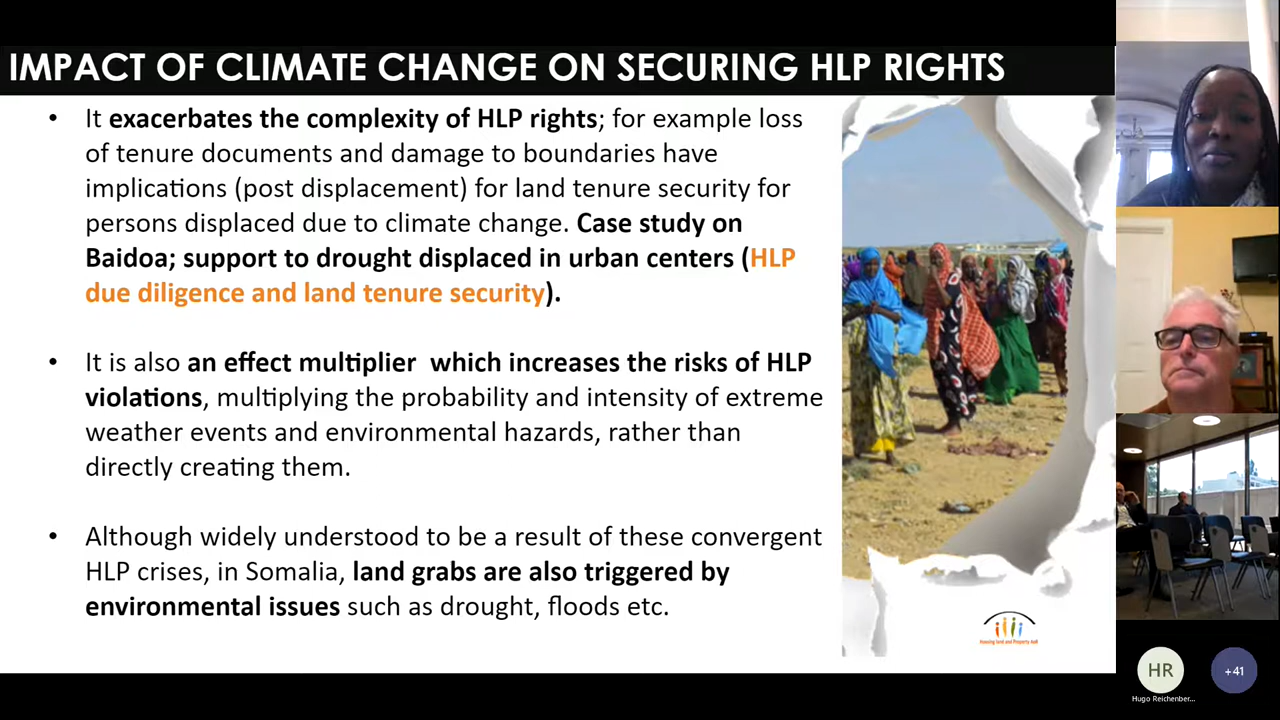 IMPACT OF CLIMATE CHANGE ON SECURING HLP RIGHTS
• It exacerbates the complexity of HLP rights; for example loss
of tenure documents and damage to boundaries have
implications (post displacement) for land tenure security for
persons displaced due to climate change. Case study on
Baidoa; support to drought displaced in urban centers (HLP
due diligence and land tenure security).
• It is also an effect multiplier which increases the risks of HLP
violations, multiplying the probability and intensity of extreme
weather events and environmental hazards, rather than
directly creating them.
• Although widely understood to be a result of these convergent
HLP crises, in Somalia, land grabs are also triggered by
environmental issues such as drought, floods etc.
Housing Land and Property AoR
HR
+41
Hugo Reichenber...